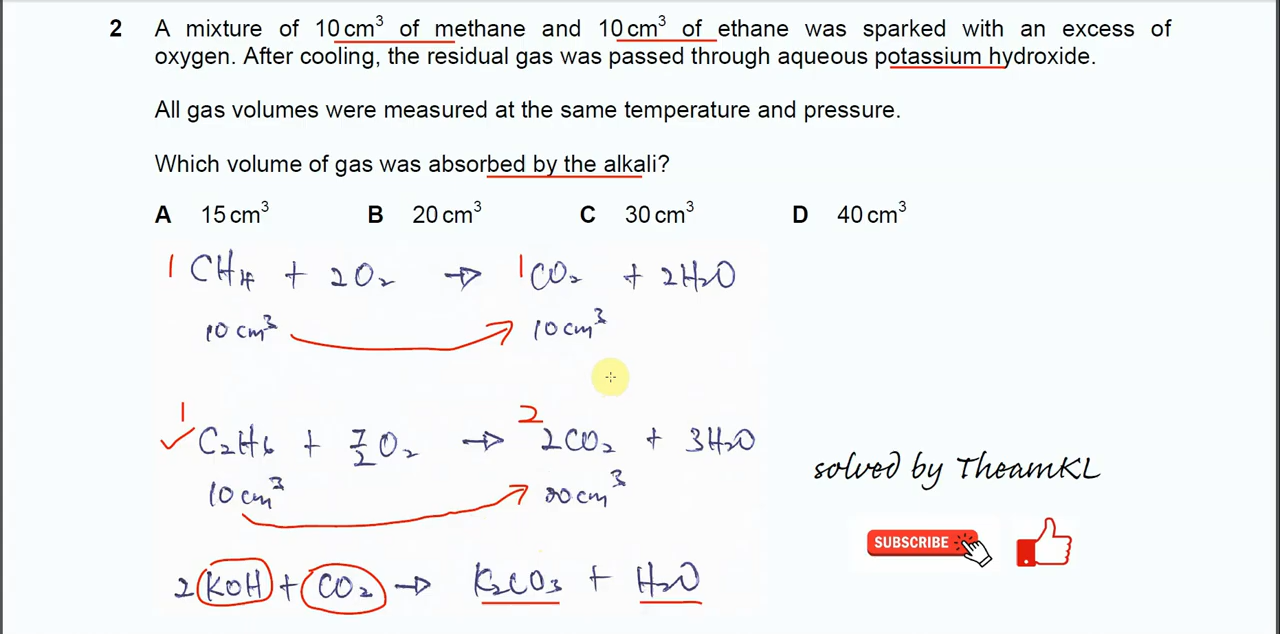 2 A mixture of 10 cm³ of methane and 10 cm³ of ethane was sparked with an excess of
oxygen. After cooling, the residual gas was passed through aqueous potassium hydroxide.
All gas volumes were measured at the same temperature and pressure.
Which volume of gas was absorbed by the alkali?
A 15 cm³ B 20 cm³ C 30 cm³ D 40 cm³
1 CH₄ + 2O₂ → 1 CO₂ + 2H₂O
10 cm³ 10 cm³
1 2
C₂H₆ + 7/2 O₂ → 2CO₂ + 3H₂O
10 cm³ 20 cm³
solved by TheamKL
SUBSCRIBE
2KOH + CO₂ → K₂CO₃ + H₂O